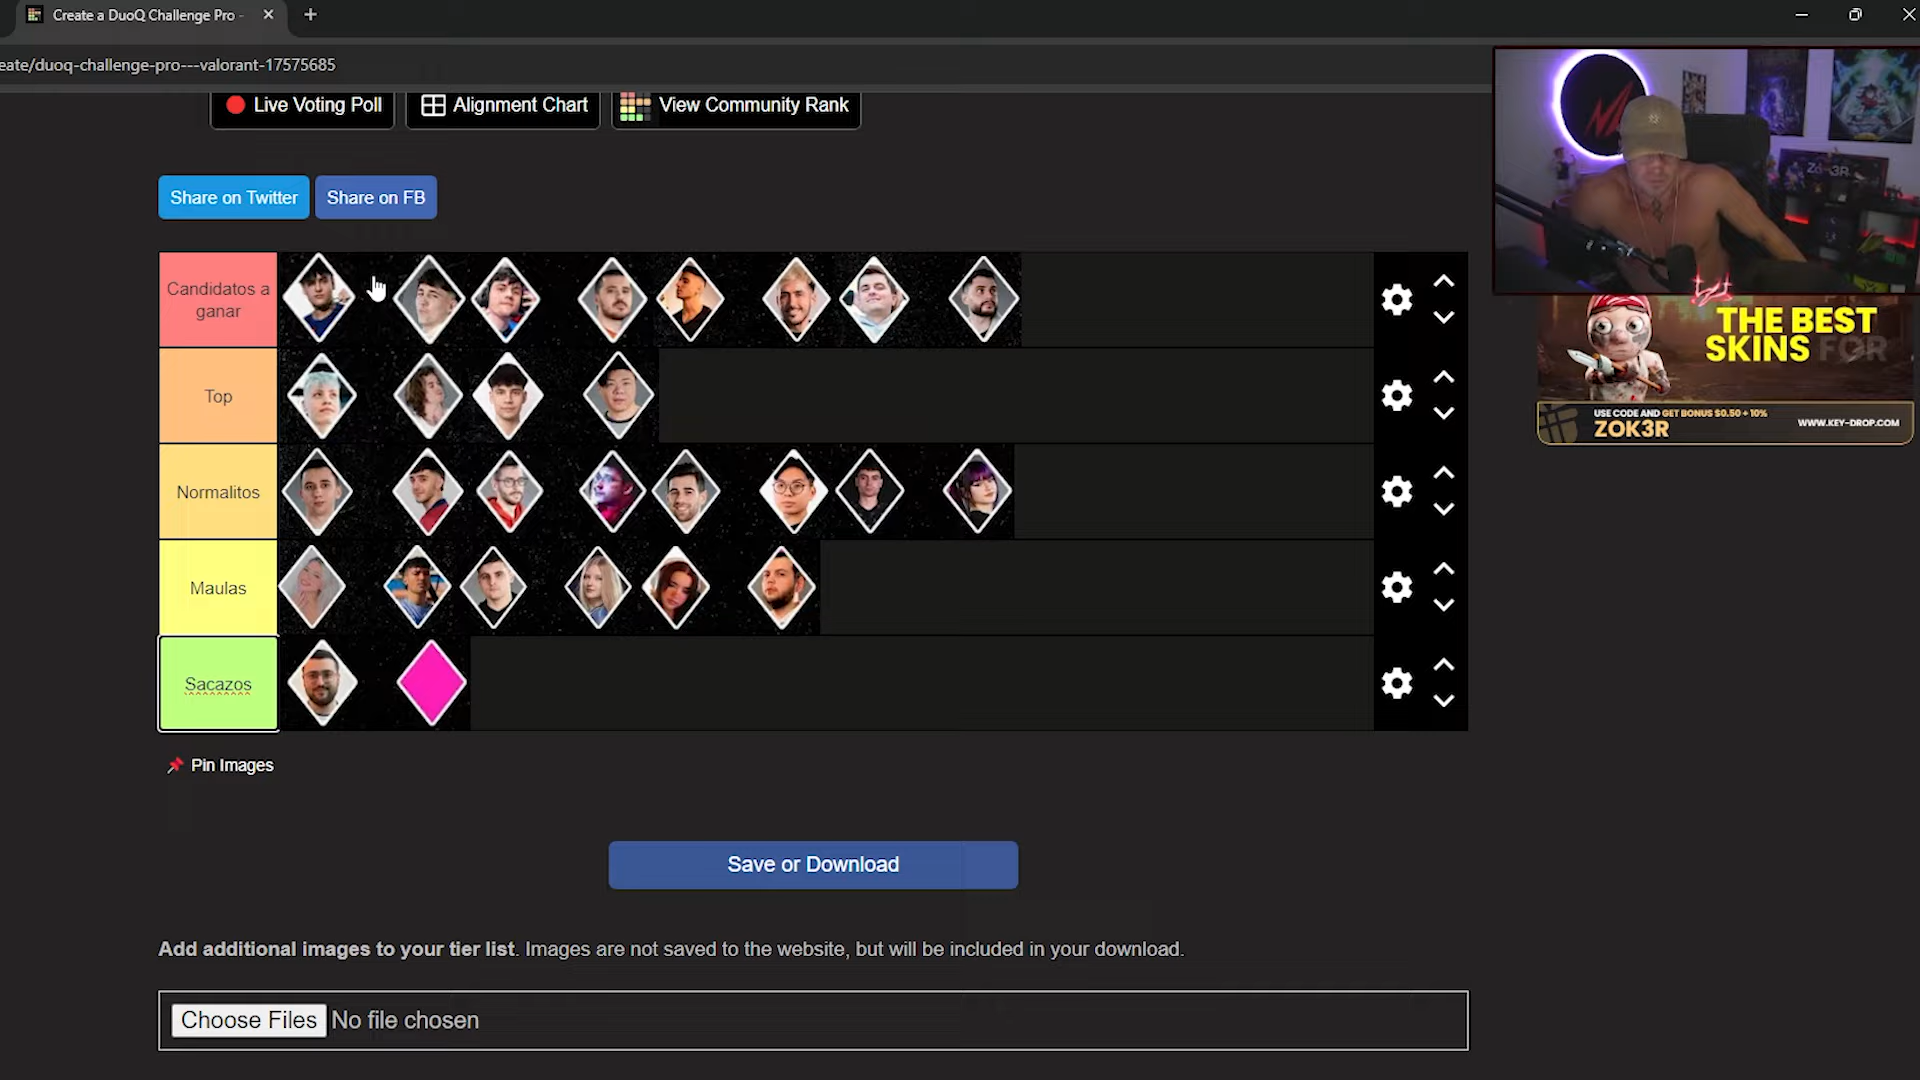 Create a DuoQ Challenge Pro -
eate/duoq-challenge-pro---valorant-17575685
Live Voting Poll
Alignment Chart
View Community Rank
Share on Twitter
Share on FB
Candidatos a
ganar
Top
Normalitos
Maulas
Sacazos
Pin Images
Save or Download
Add additional images to your tier list. Images are not saved to the website, but will be included in your download.
Choose Files No file chosen
THE BEST
SKINS FOR
USE CODE AND GET BONUS $0.50 + 10%
ZOK3R
WWW.KEY-DROP.COM